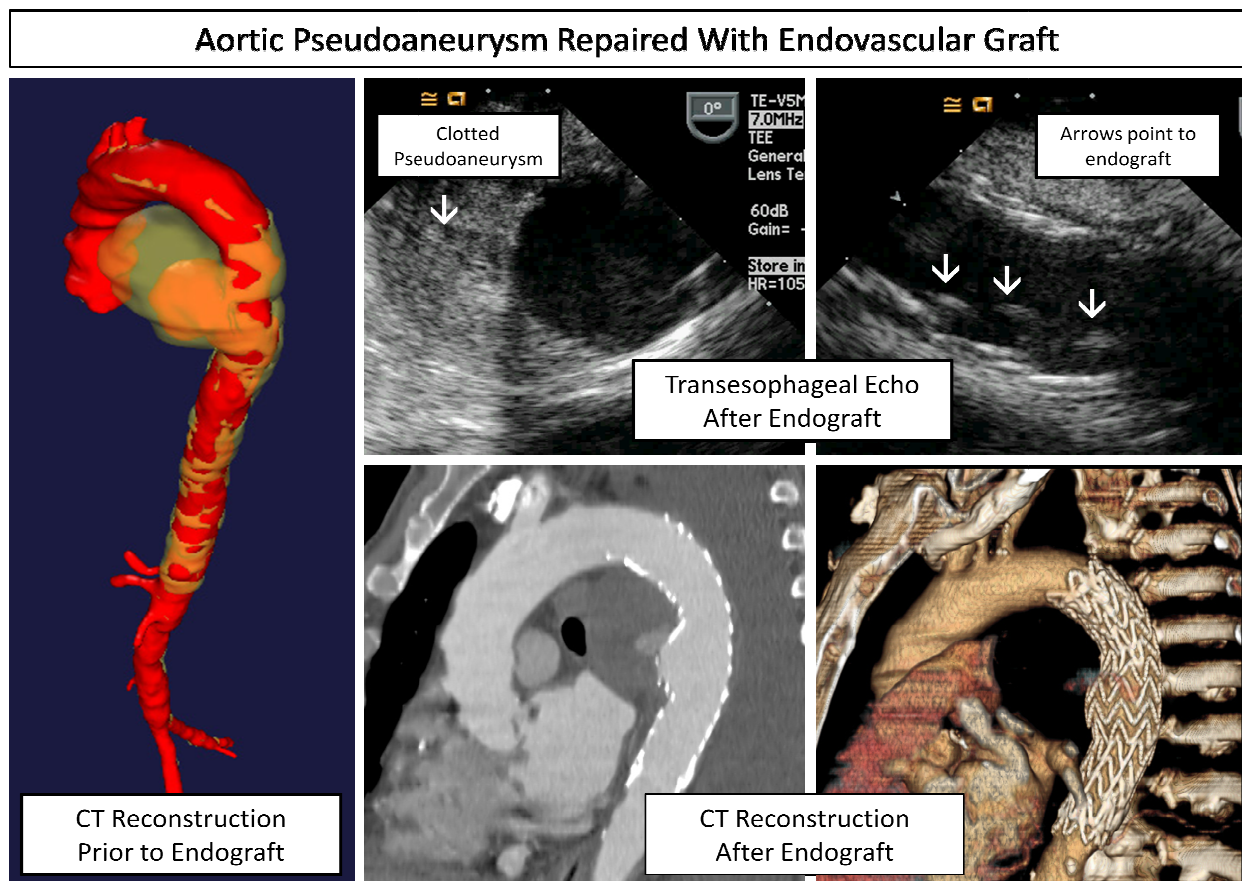 Aortic Pseudoaneurysm Repaired With Endovascular Graft
Clotted
Pseudoaneurysm
0°
TE-V5M
7.0MHz
TEE
General
Lens Te
60dB
Gain= -
Store in
HR=105
Arrows point to
endograft
Transesophageal Echo
After Endograft
CT Reconstruction
Prior to Endograft
CT Reconstruction
After Endograft